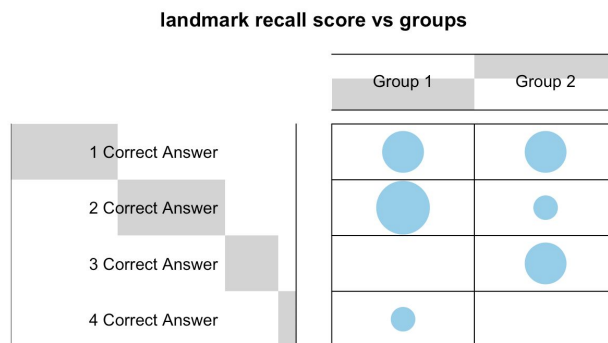 landmark recall score vs groups
Group 1
Group 2
1 Correct Answer
2 Correct Answer
3 Correct Answer
4 Correct Answer